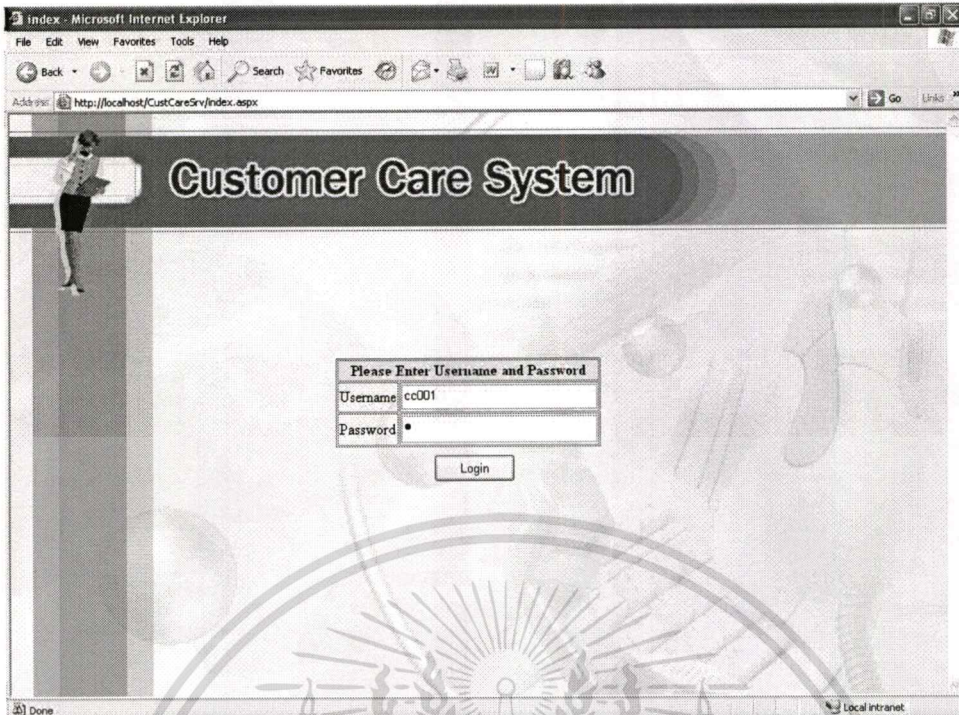 index - Microsoft Internet Explorer
File Edit View Favorites Tools Help
Back Search Favorites
Address http://localhost/CustCareSrv/index.aspx Go Links »
Customer Care System
Please Enter Username and Password
Username cc001
Password •
Login
Done Local intranet